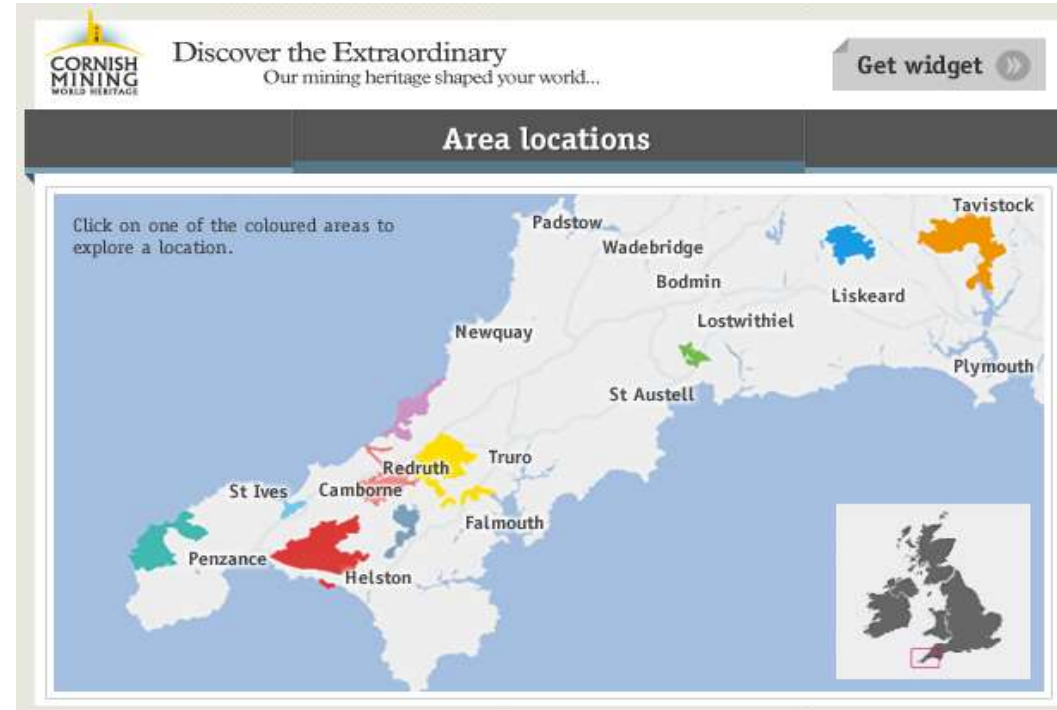 CORNISH
MINING
WORLD HERITAGE
Discover the Extraordinary
Our mining heritage shaped your world...
Get widget
Area locations
Click on one of the coloured areas to
explore a location.
Padstow
Tavistock
Wadebridge
Bodmin
Liskeard
Lostwithiel
Newquay
Plymouth
St Austell
Truro
Redruth
St Ives
Camborne
Falmouth
Penzance
Helston